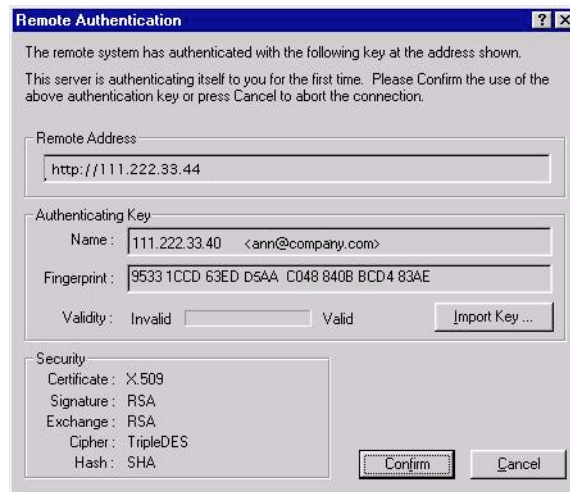 Remote Authentication
The remote system has authenticated with the following key at the address shown.
This server is authenticating itself to you for the first time. Please Confirm the use of the
above authentication key or press Cancel to abort the connection.
Remote Address
http://111.222.33.44
Authenticating Key
Name : 111.222.33.40 <ann@company.com>
Fingerprint : 9533 1CCD 63ED D5AA C048 840B BCD4 83AE
Validity : Invalid Valid Import Key ...
Security
Certificate : X.509
Signature : RSA
Exchange : RSA
Cipher : TripleDES
Hash : SHA
Confirm Cancel